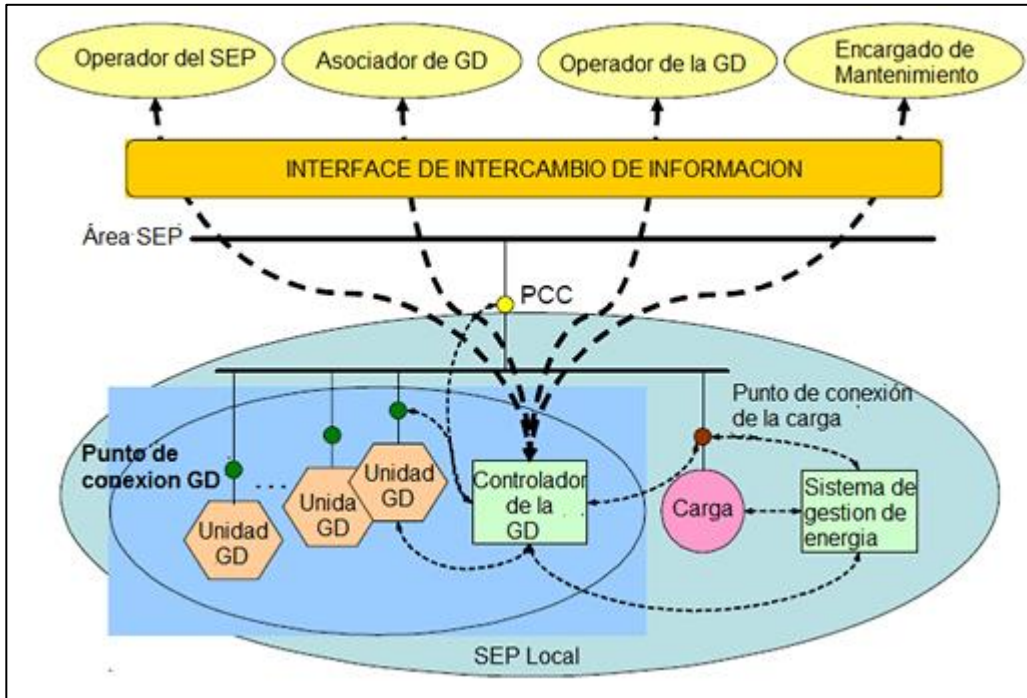 Operador del SEP
Asociador de GD
Operador de la GD
Encargado de
Mantenimiento
INTERFACE DE INTERCAMBIO DE INFORMACION
Área SEP
PCC
Punto de conexión
de la carga
Punto de
conexion GD
...
Unidad
GD
Unida
GD
Unidad
GD
Controlador
de la
GD
Carga
Sistema de
gestion de
energia
SEP Local